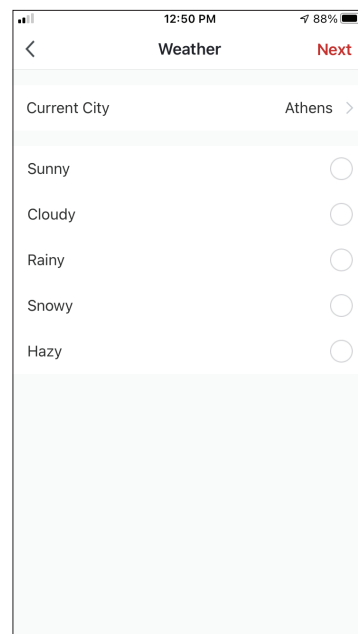 12:50 PM 88%
Weather Next
Current City Athens
Sunny
Cloudy
Rainy
Snowy
Hazy